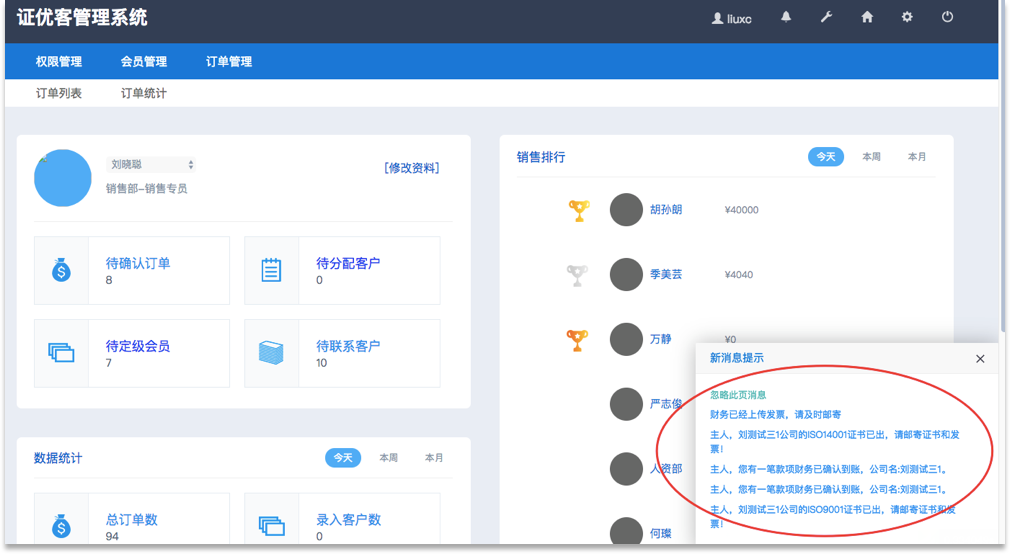 证优客管理系统
liuxc
权限管理 会员管理 订单管理
订单列表 订单统计
刘晓聪
[修改资料]
销售部-销售专员
待确认订单
8
待分配客户
0
待定级会员
7
待联系客户
10
数据统计
今天 本周 本月
总订单数
94
录入客户数
0
销售排行
今天 本周 本月
胡孙朗 ¥40000
季美芸 ¥4040
万静 ¥0
严志俊
人资部
何璨
新消息提示
忽略此页消息
财务已经上传发票，请及时邮寄
主人，刘测试三1公司的ISO14001证书已出，请邮寄证书和发
票！
主人，您有一笔款项财务已确认到账，公司名:刘测试三1。
主人，您有一笔款项财务已确认到账，公司名:刘测试三1。
主人，刘测试三1公司的ISO9001证书已出，请邮寄证书和发
票！